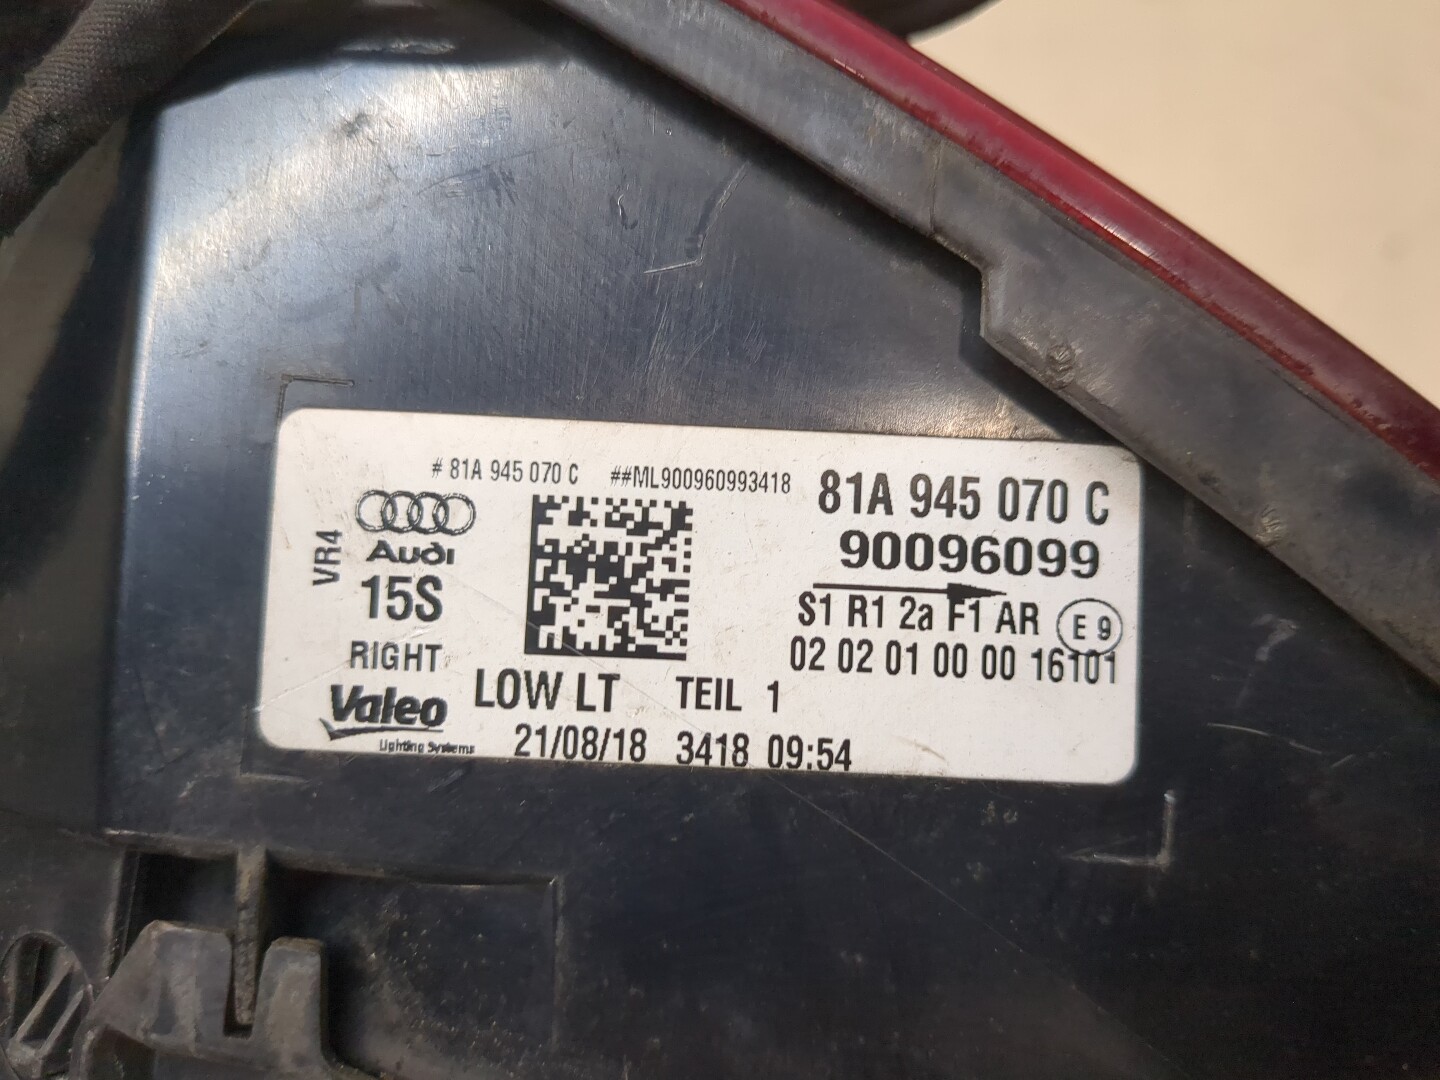 # 81A 945 070 C ##ML900960993418
81A 945 070 C
90096099
VR4
Audi
15S
S1 R1 2a F1 AR E 9
02 02 01 00 00 16101
RIGHT
LOW LT TEIL 1
Valeo
Lighting Systems
21/08/18 3418 09:54